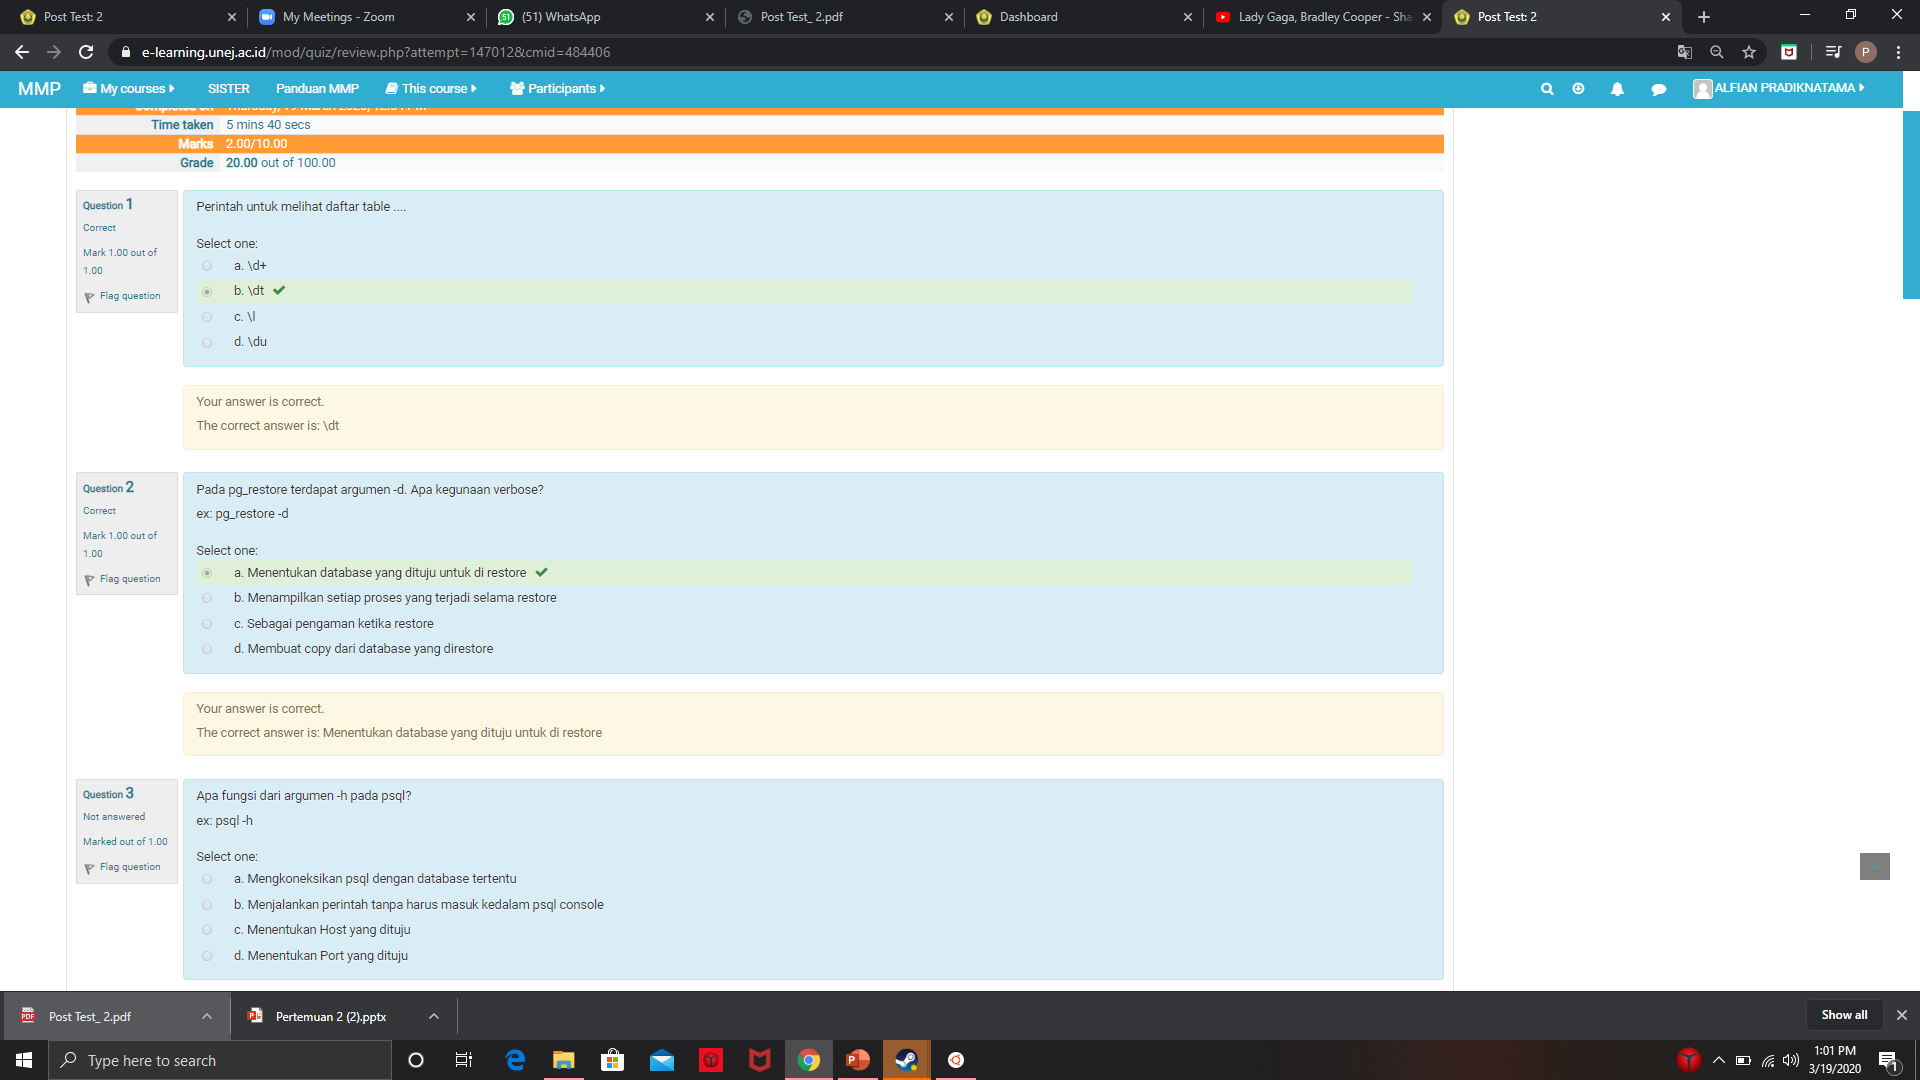 Post Test: 2
My Meetings - Zoom
(51) WhatsApp
Post Test_ 2.pdf
Dashboard
Lady Gaga, Bradley Cooper - Sha
Post Test: 2
e-learning.unej.ac.id/mod/quiz/review.php?attempt=147012&cmid=484406
P
MMP
My courses
SISTER
Panduan MMP
This course
Participants
ALFIAN PRADIKNATAMA
Time taken 5 mins 40 secs
Marks 2.00/10.00
Grade 20.00 out of 100.00
Question 1
Correct
Mark 1.00 out of
1.00
Flag question
Perintah untuk melihat daftar table ....
Select one:
a. \d+
b. \dt
c. \l
d. \du
Your answer is correct.
The correct answer is: \dt
Question 2
Correct
Mark 1.00 out of
1.00
Flag question
Pada pg_restore terdapat argumen -d. Apa kegunaan verbose?
ex: pg_restore -d
Select one:
a. Menentukan database yang dituju untuk di restore
b. Menampilkan setiap proses yang terjadi selama restore
c. Sebagai pengaman ketika restore
d. Membuat copy dari database yang direstore
Your answer is correct.
The correct answer is: Menentukan database yang dituju untuk di restore
Question 3
Not answered
Marked out of 1.00
Flag question
Apa fungsi dari argumen -h pada psql?
ex: psql -h
Select one:
a. Mengkoneksikan psql dengan database tertentu
b. Menjalankan perintah tanpa harus masuk kedalam psql console
c. Menentukan Host yang dituju
d. Menentukan Port yang dituju
Post Test_ 2.pdf
Pertemuan 2 (2).pptx
Show all
Type here to search
1:01 PM
3/19/2020
1